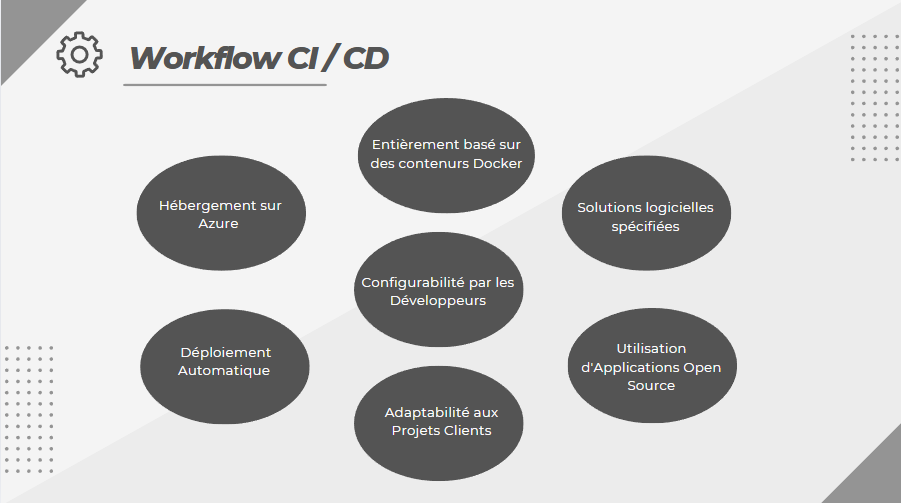 Workflow CI / CD
Entièrement basé sur
des contenurs Docker
Hébergement sur
Azure
Solutions logicielles
spécifiées
Configurabilité par les
Développeurs
Déploiement
Automatique
Utilisation
d'Applications Open
Source
Adaptabilité aux
Projets Clients